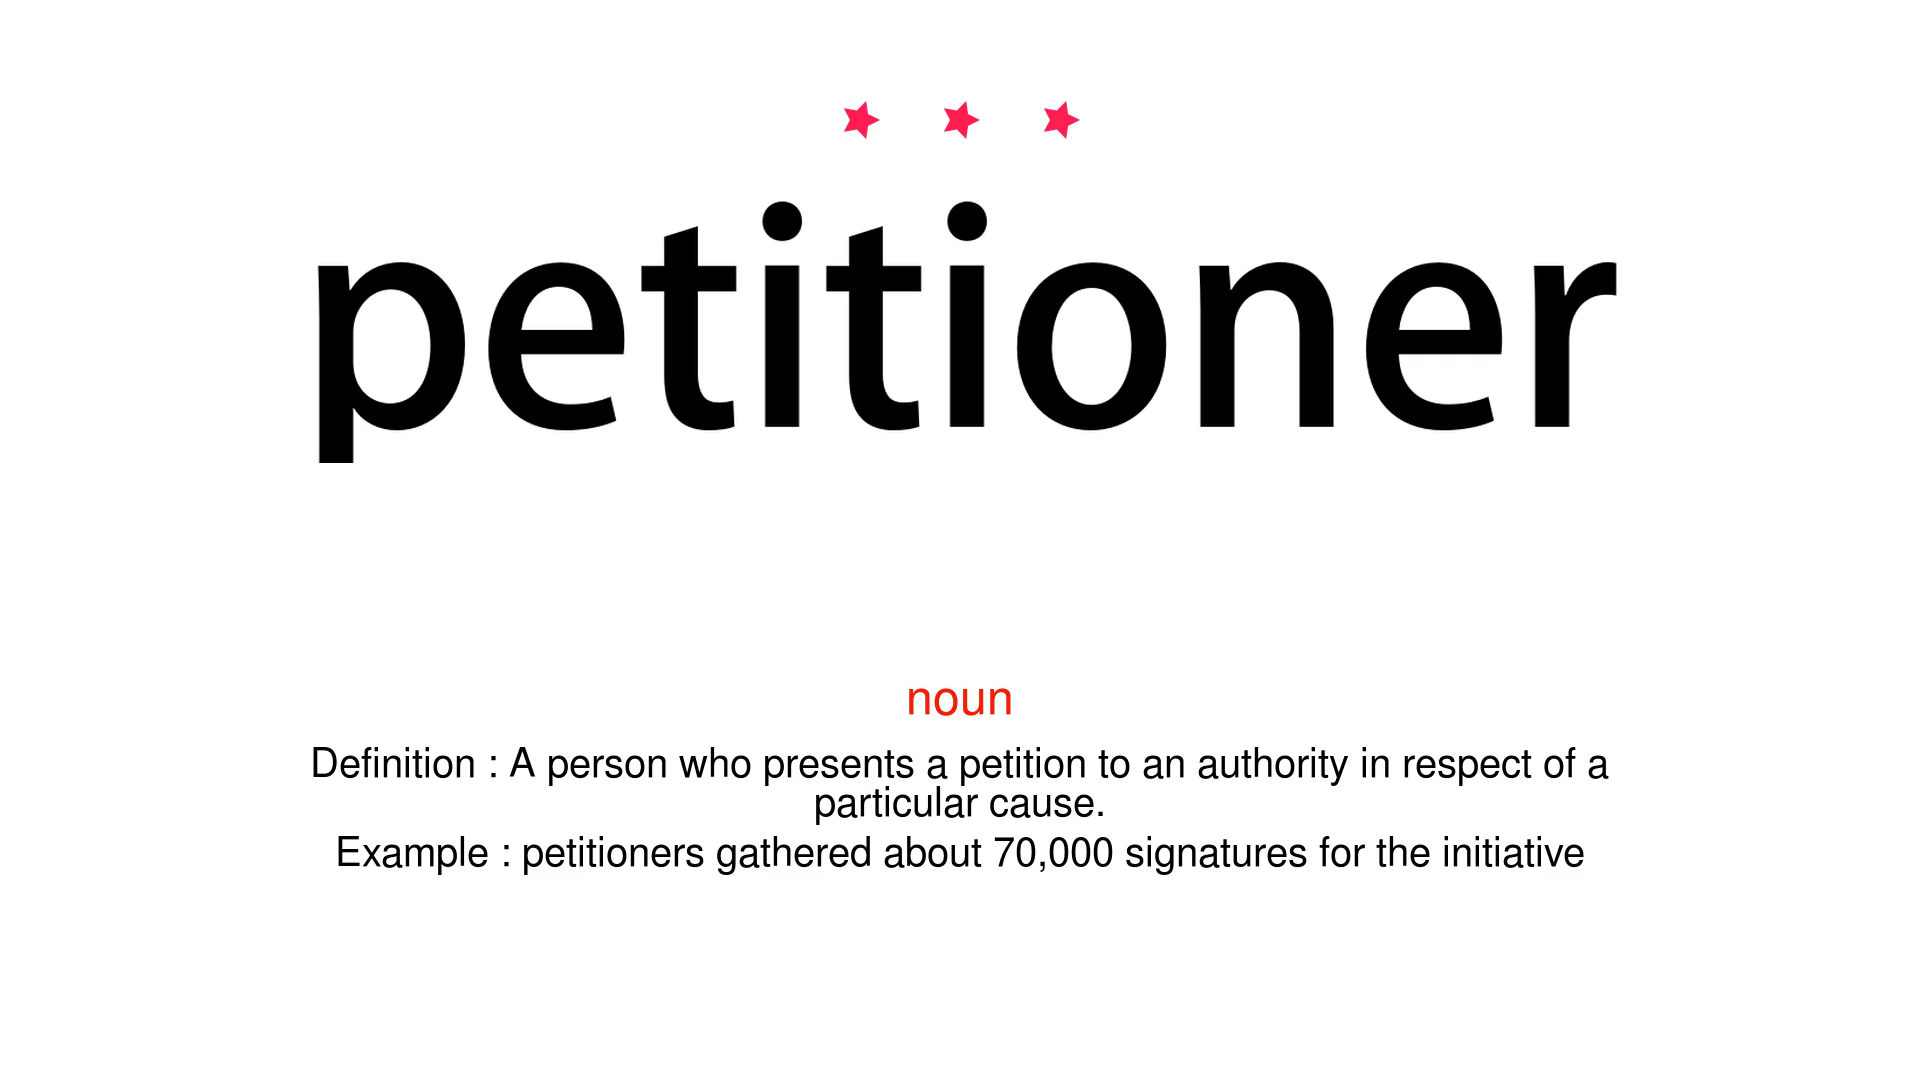 petitioner
noun
Definition : A person who presents a petition to an authority in respect of a
particular cause.
Example : petitioners gathered about 70,000 signatures for the initiative